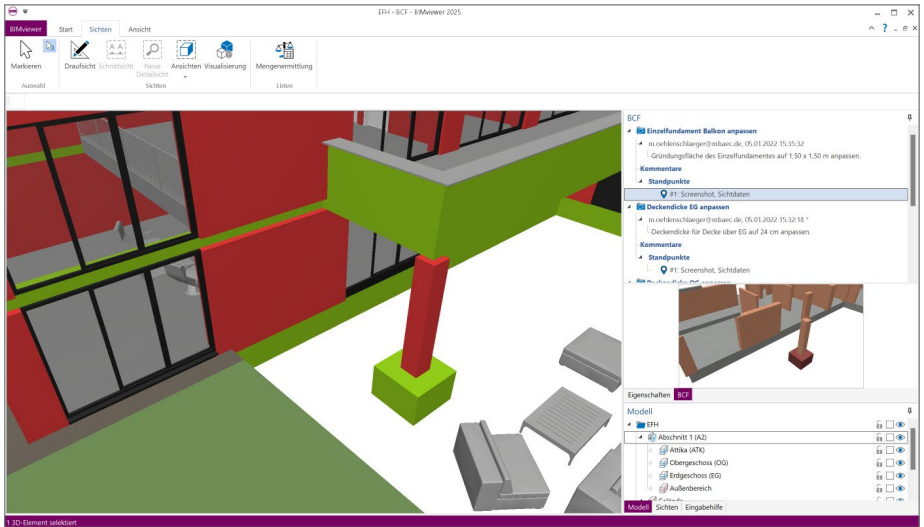 EFH - BCF - BIMviewer 2025
BIMviewer Start Sichten Ansicht
Markieren Draufsicht Schnittsicht Neue Detailsicht Ansichten Visualisierung Mengenermittlung
Auswahl Sichten Listen
BCF
Einzelfundament Balkon anpassen
m.oehlenschlaeger@mbaec.de, 05.01.2022 15:35:32
Gründungsfläche des Einzelfundamentes auf 1,50 x 1,50 m anpassen.
Kommentare
Standpunkte
#1: Screenshot, Sichtdaten
Deckendicke EG anpassen
m.oehlenschlaeger@mbaec.de, 05.01.2022 15:32:18 *
Deckendicke für Decke über EG auf 24 cm anpassen.
Kommentare
Standpunkte
#1: Screenshot, Sichtdaten
Deckendicke OG anpassen
Eigenschaften BCF
Modell
EFH
Abschnitt 1 (A2)
Attika (ATK)
Obergeschoss (OG)
Erdgeschoss (EG)
Außenbereich
Gelände
Modell Sichten Eingabehilfe
1 3D-Element selektiert